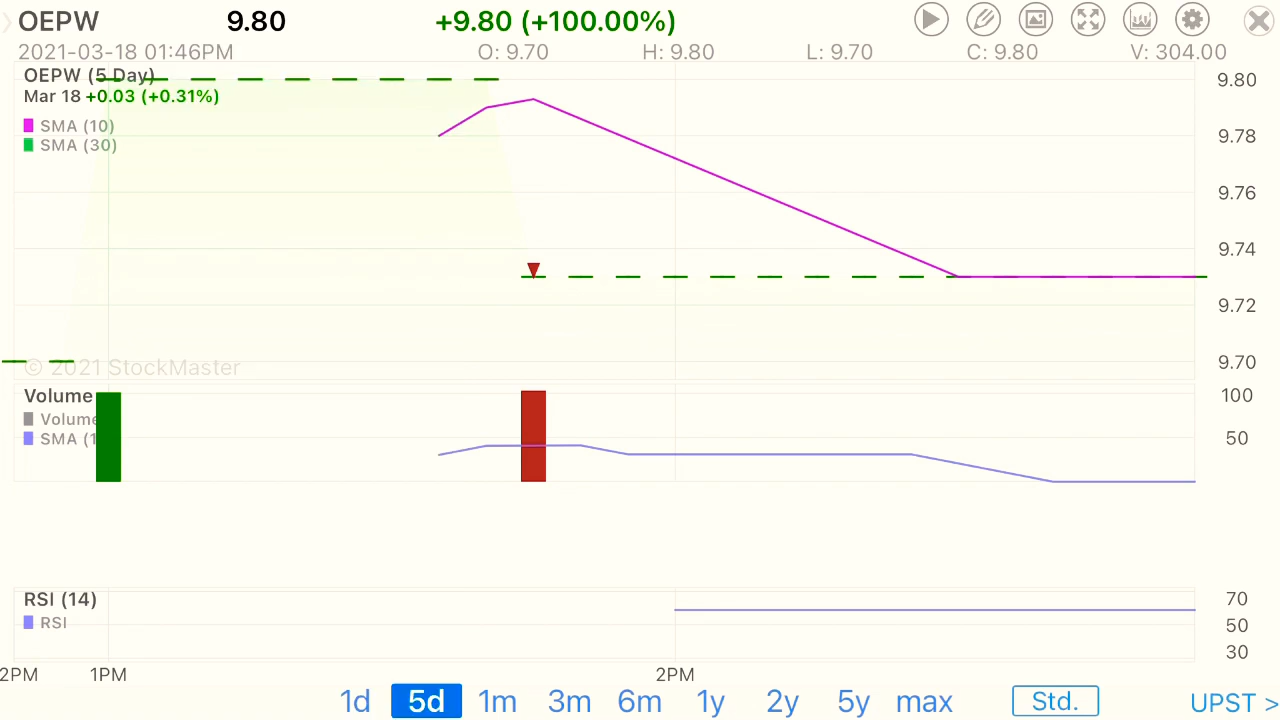 OEPW 9.80 +9.80 (+100.00%)
2021-03-18 01:46PM O: 9.70 H: 9.80 L: 9.70 C: 9.80 V: 304.00
OEPW (5 Day)
Mar 18 +0.03 (+0.31%)
SMA (10)
SMA (30)
9.80
9.78
9.76
9.74
9.72
9.70
© 2021 StockMaster
Volume
Volume
SMA (1
100
50
RSI (14)
RSI
70
50
30
2PM 1PM 2PM
1d 5d 1m 3m 6m 1y 2y 5y max Std. UPST >